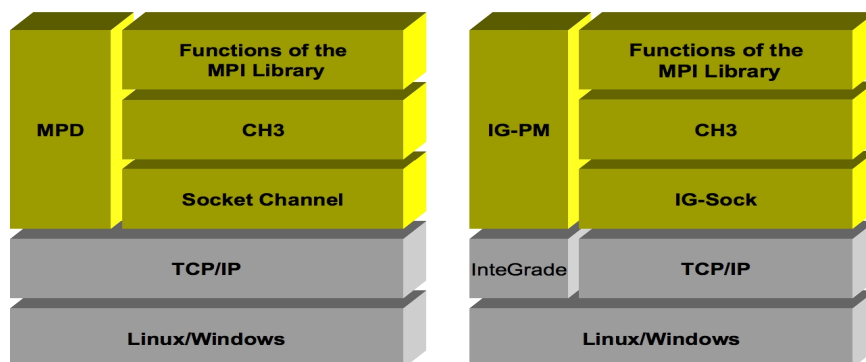 Functions of the
MPI Library
MPD
CH3
Socket Channel
TCP/IP
Linux/Windows
Functions of the
MPI Library
IG-PM
CH3
IG-Sock
InteGrade
TCP/IP
Linux/Windows